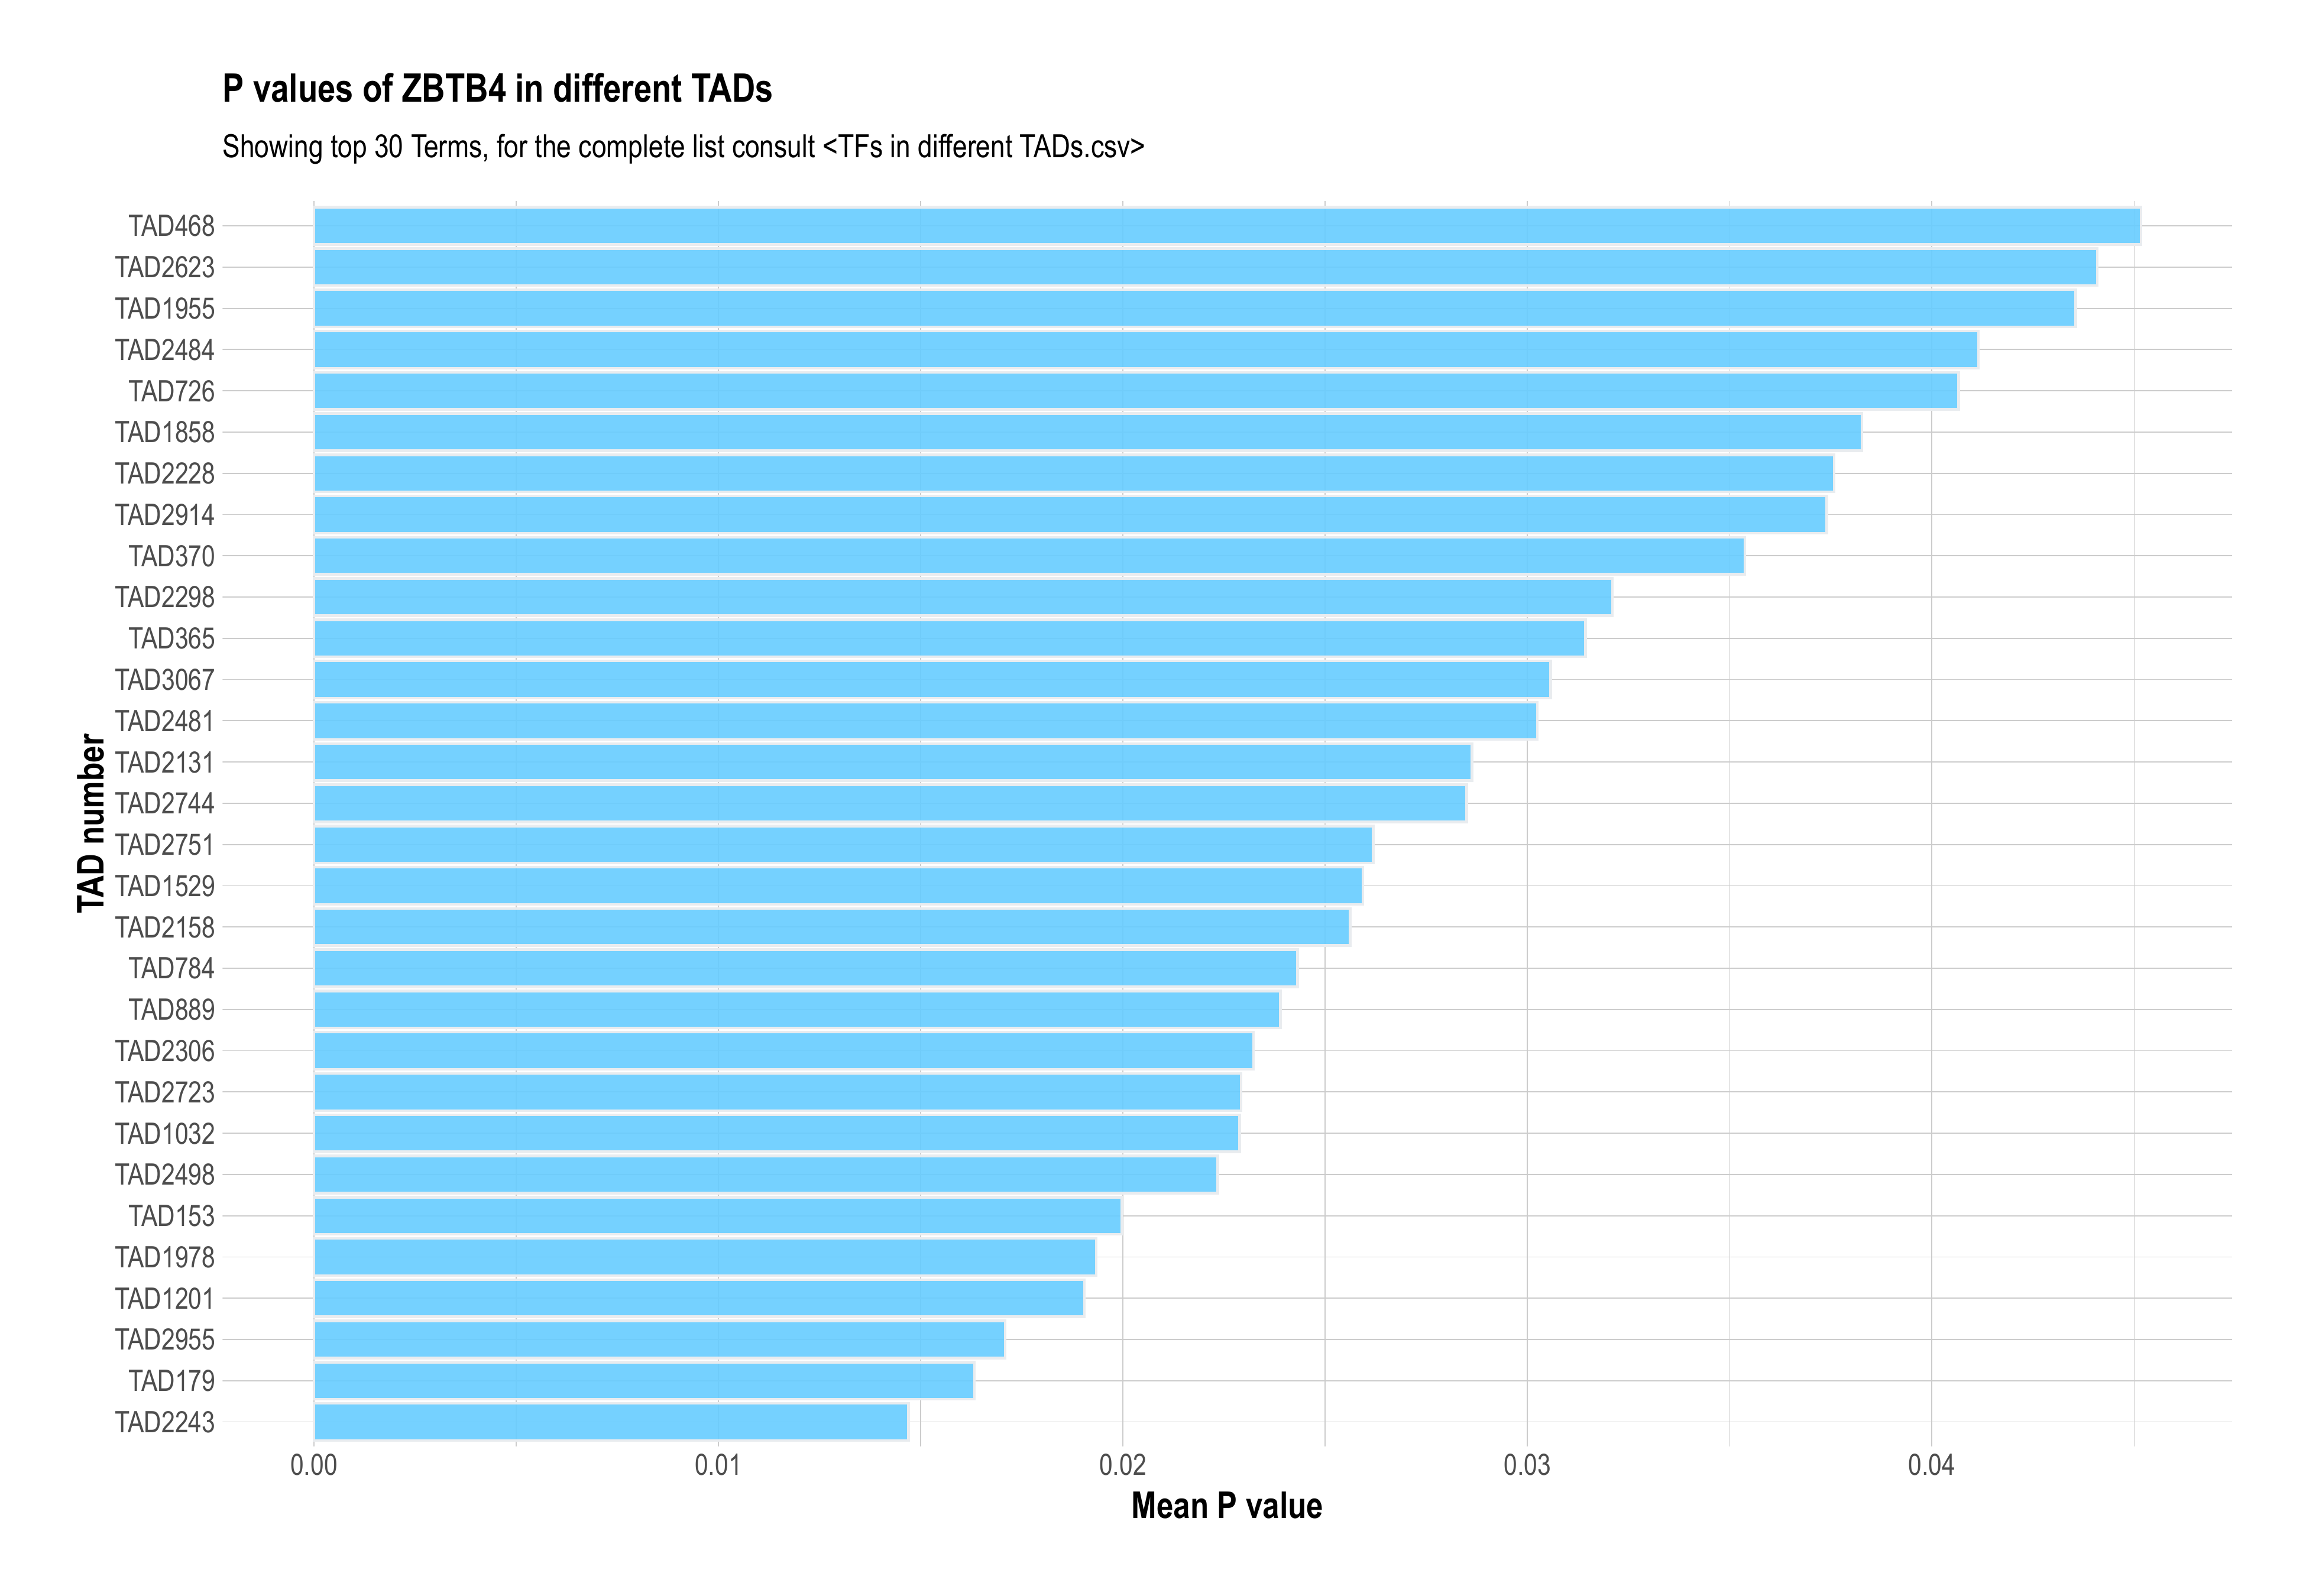 P values of ZBTB4 in different TADs
Showing top 30 Terms, for the complete list consult <TFs in different TADs.csv>
TAD number
TAD468
TAD2623
TAD1955
TAD2484
TAD726
TAD1858
TAD2228
TAD2914
TAD370
TAD2298
TAD365
TAD3067
TAD2481
TAD2131
TAD2744
TAD2751
TAD1529
TAD2158
TAD784
TAD889
TAD2306
TAD2723
TAD1032
TAD2498
TAD153
TAD1978
TAD1201
TAD2955
TAD179
TAD2243
0.00 0.01 0.02 0.03 0.04
Mean P value